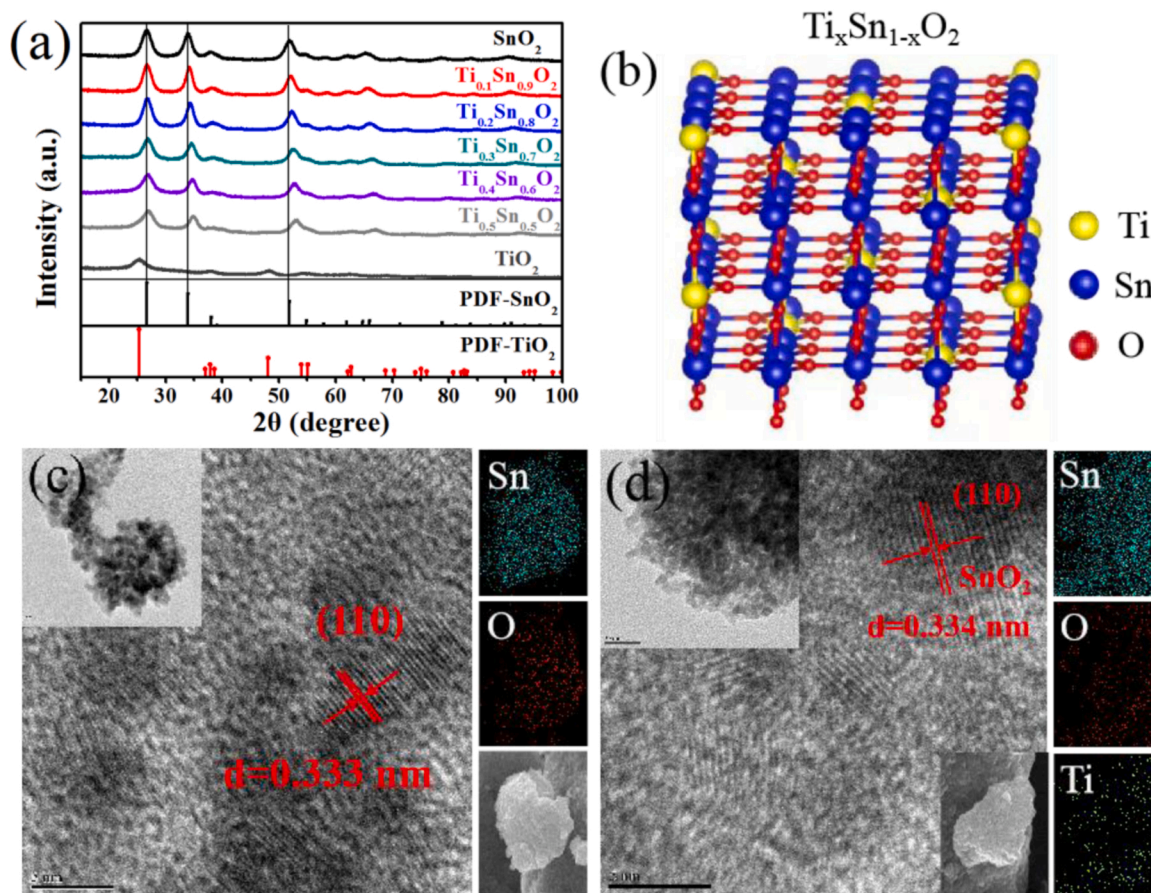 (a)
SnO₂
Ti₀.₁Sn₀.₉O₂
Ti₀.₂Sn₀.₈O₂
Ti₀.₃Sn₀.₇O₂
Ti₀.₄Sn₀.₆O₂
Ti₀.₅Sn₀.₅O₂
TiO₂
PDF-SnO₂
PDF-TiO₂
Intensity (a.u.)
20 30 40 50 60 70 80 90 100
2θ (degree)
(b)
TiₓSn₁₋ₓO₂
Ti
Sn
O
(c)
(110)
d=0.333 nm
Sn
O
(d)
(110)
SnO₂
d=0.334 nm
Sn
O
Ti